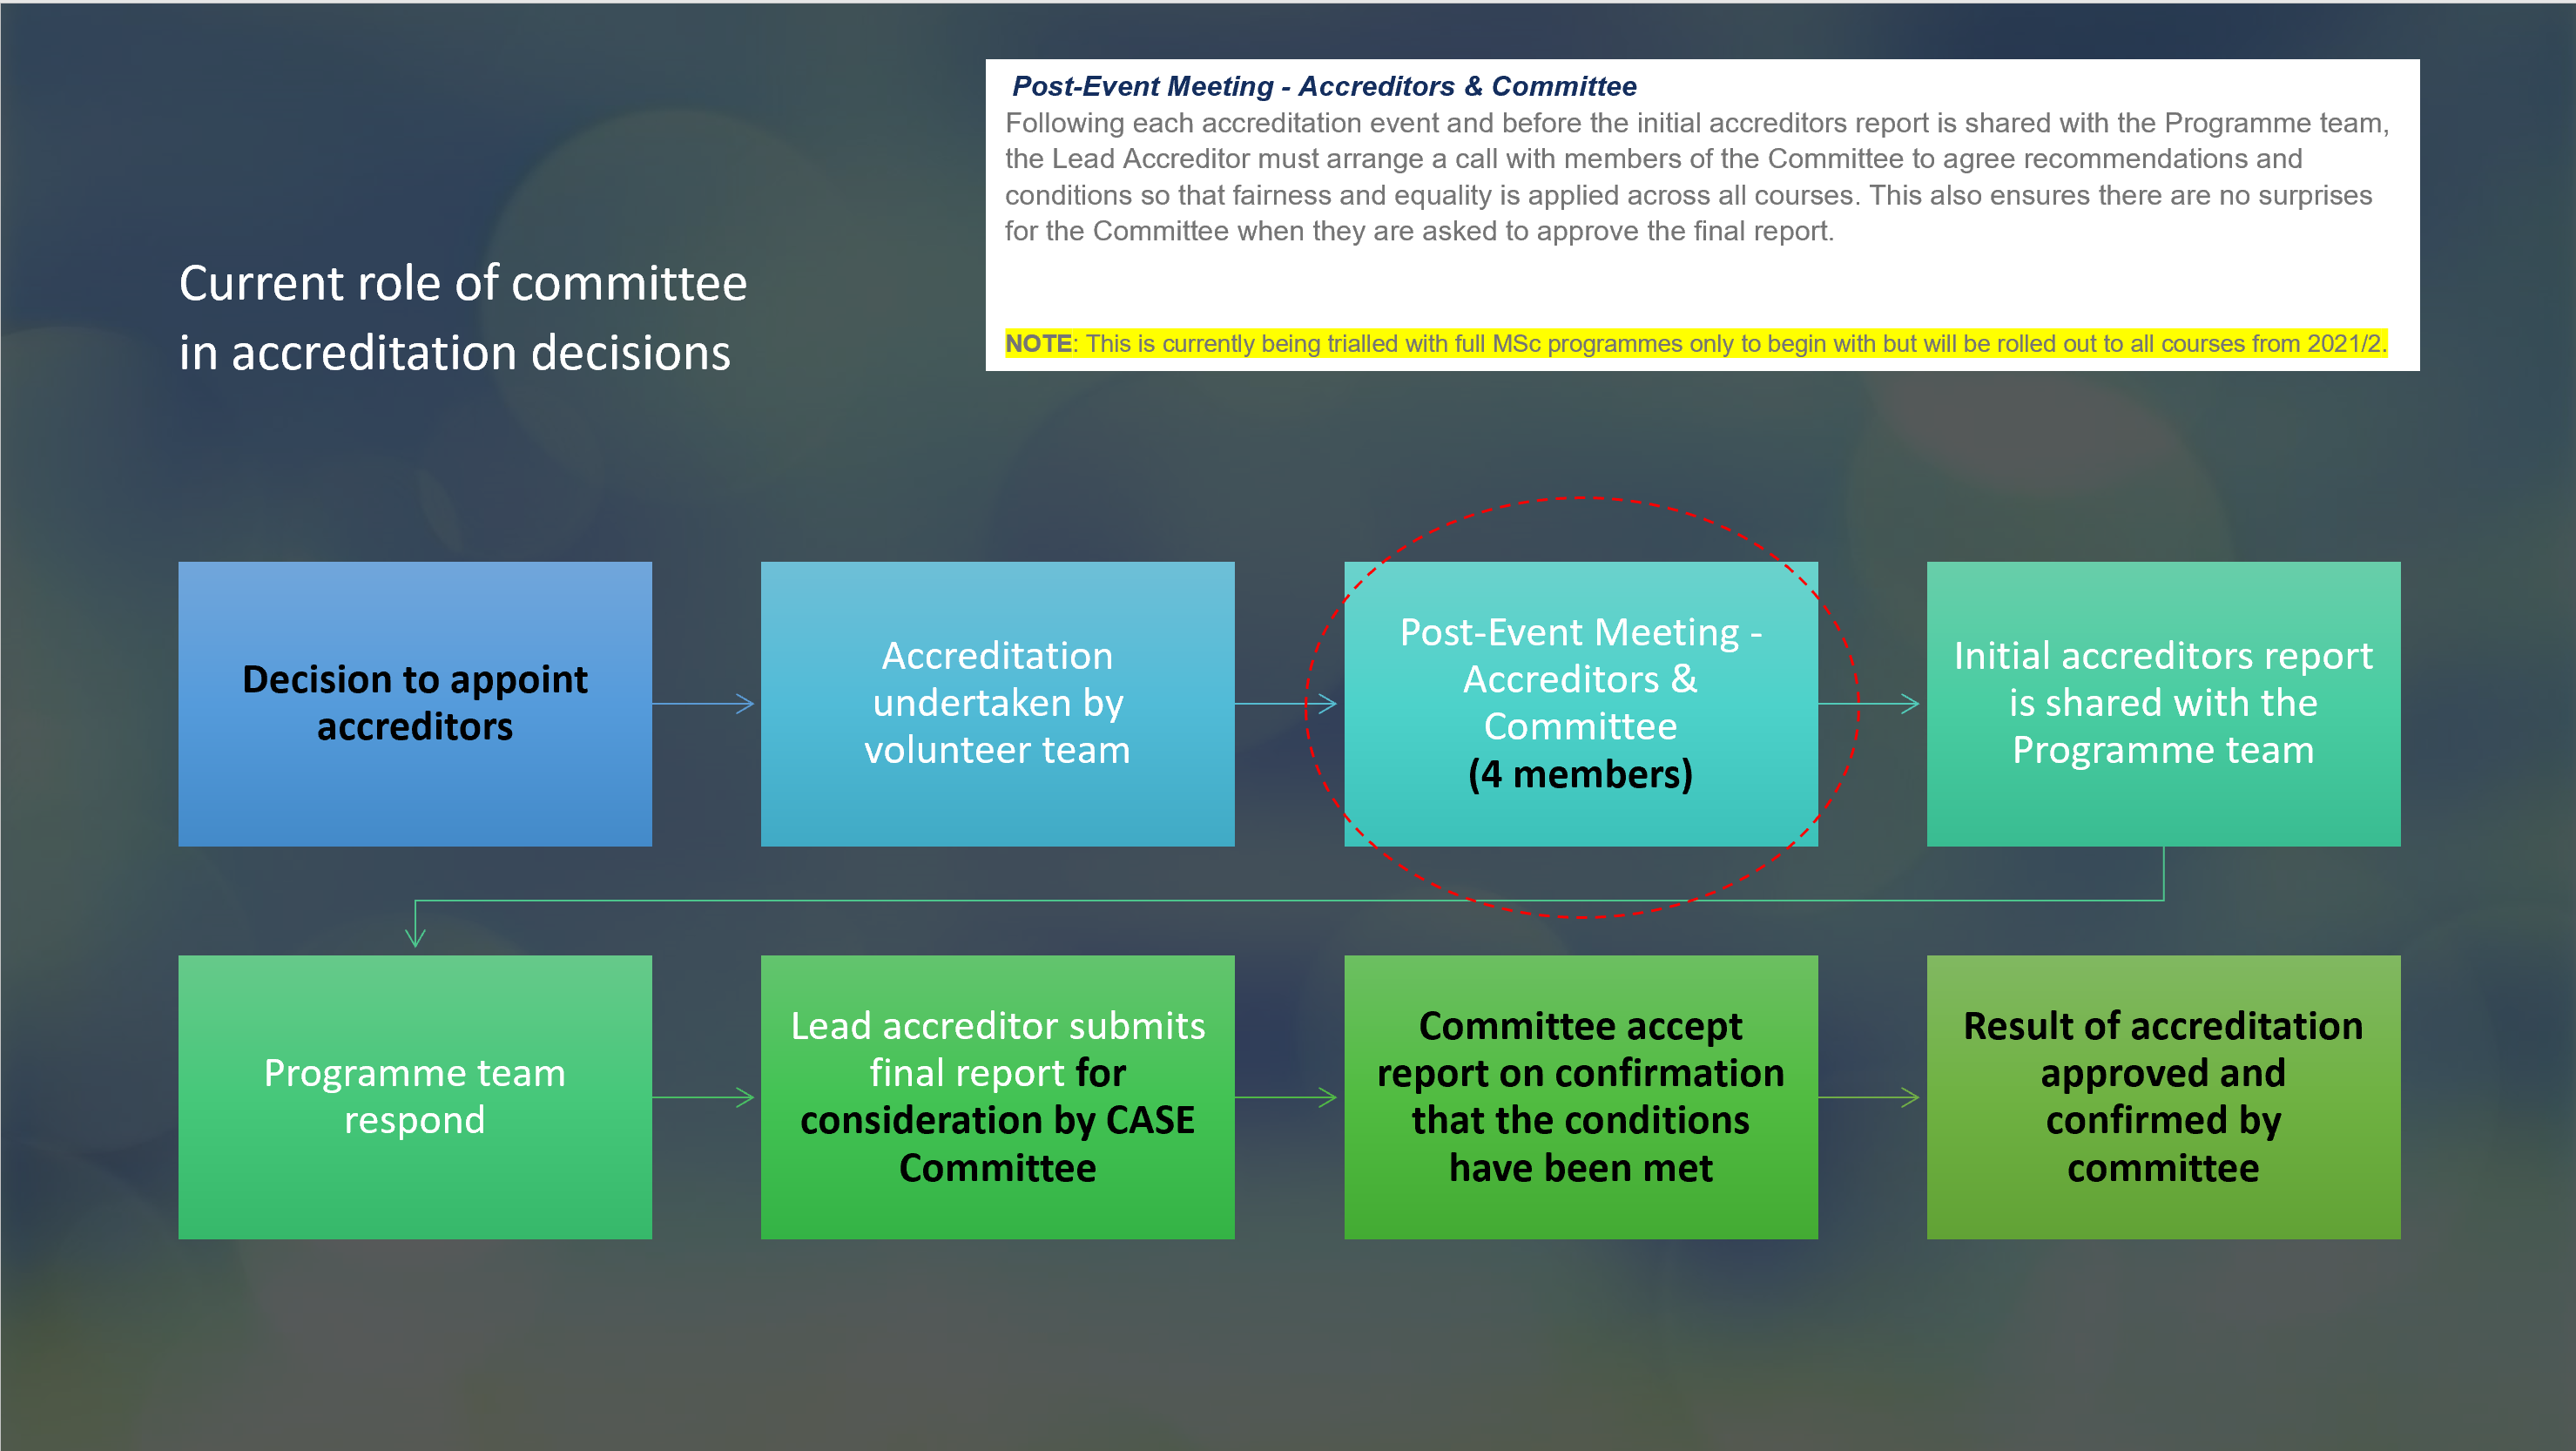 Post-Event Meeting - Accreditors & Committee
Following each accreditation event and before the initial accreditors report is shared with the Programme team,
the Lead Accreditor must arrange a call with members of the Committee to agree recommendations and
conditions so that fairness and equality is applied across all courses. This also ensures there are no surprises
for the Committee when they are asked to approve the final report.
NOTE: This is currently being trialled with full MSc programmes only to begin with but will be rolled out to all courses from 2021/2.
Current role of committee
in accreditation decisions
Decision to appoint
accreditors
Accreditation
undertaken by
volunteer team
Post-Event Meeting -
Accreditors &
Committee
(4 members)
Initial accreditors report
is shared with the
Programme team
Programme team
respond
Lead accreditor submits
final report for
consideration by CASE
Committee
Committee accept
report on confirmation
that the conditions
have been met
Result of accreditation
approved and
confirmed by
committee